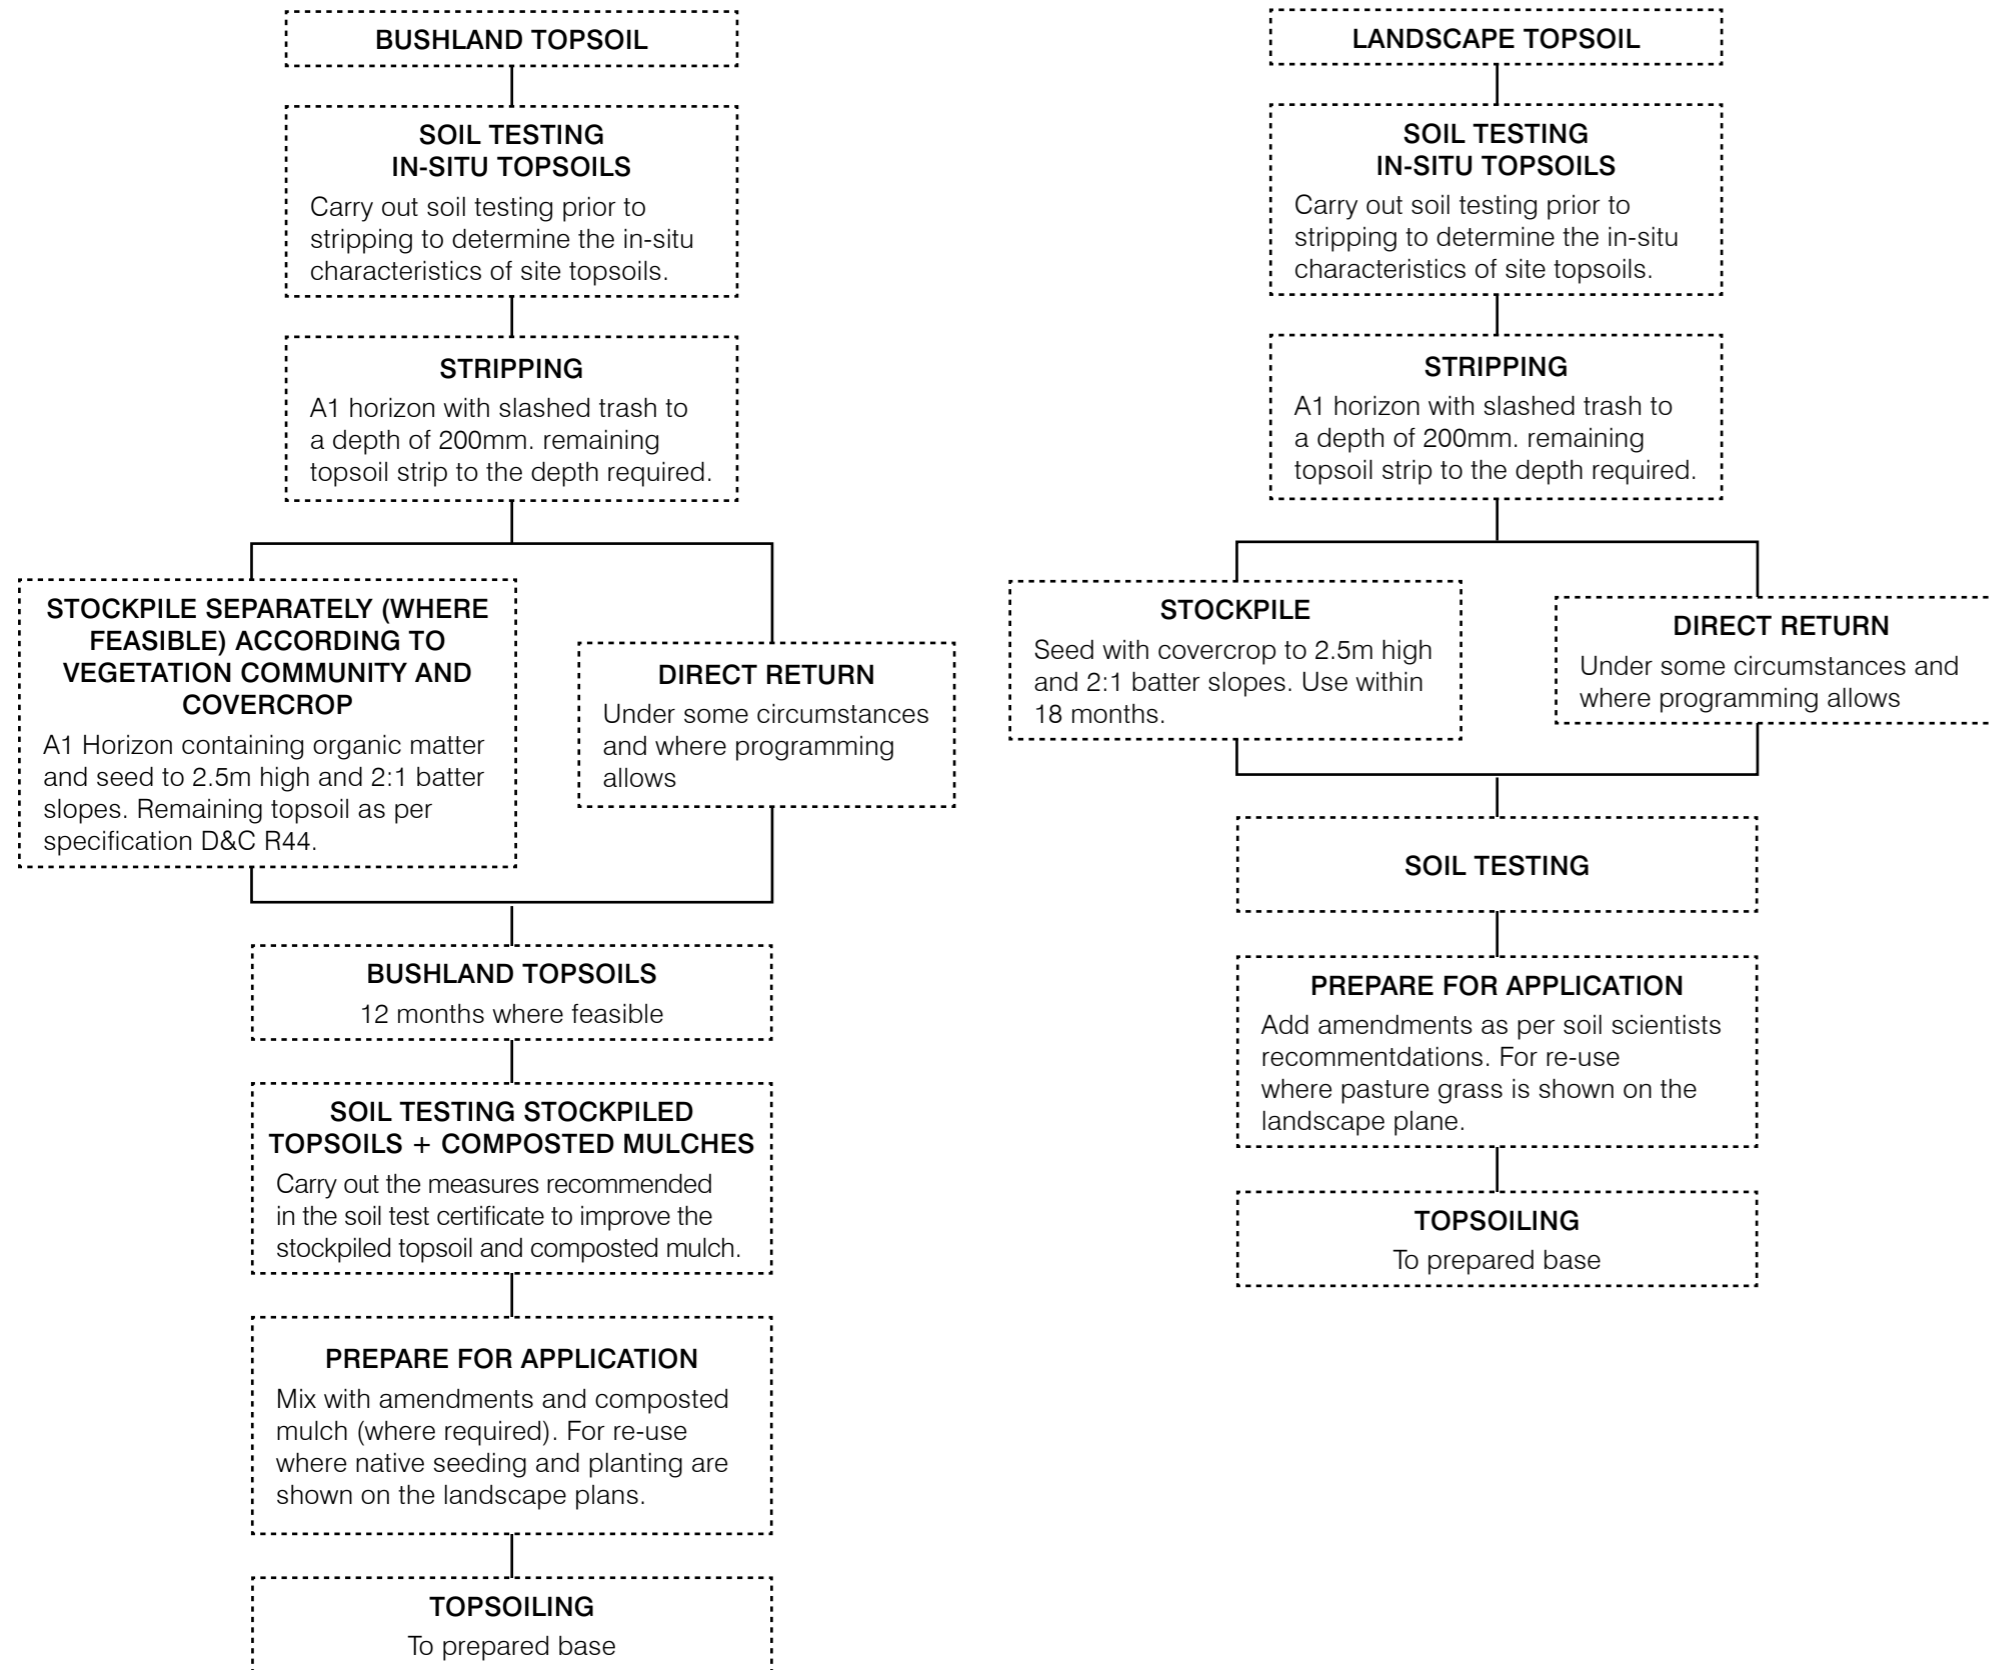 BUSHLAND TOPSOIL
SOIL TESTING
IN-SITU TOPSOILS
Carry out soil testing prior to
stripping to determine the in-situ
characteristics of site topsoils.
STRIPPING
A1 horizon with slashed trash to
a depth of 200mm. remaining
topsoil strip to the depth required.
STOCKPILE SEPARATELY (WHERE
FEASIBLE) ACCORDING TO
VEGETATION COMMUNITY AND
COVERCROP
A1 Horizon containing organic matter
and seed to 2.5m high and 2:1 batter
slopes. Remaining topsoil as per
specification D&C R44.
DIRECT RETURN
Under some circumstances
and where programming
allows
BUSHLAND TOPSOILS
12 months where feasible
SOIL TESTING STOCKPILED
TOPSOILS + COMPOSTED MULCHES
Carry out the measures recommended
in the soil test certificate to improve the
stockpiled topsoil and composted mulch.
PREPARE FOR APPLICATION
Mix with amendments and composted
mulch (where required). For re-use
where native seeding and planting are
shown on the landscape plans.
TOPSOILING
To prepared base
LANDSCAPE TOPSOIL
SOIL TESTING
IN-SITU TOPSOILS
Carry out soil testing prior to
stripping to determine the in-situ
characteristics of site topsoils.
STRIPPING
A1 horizon with slashed trash to
a depth of 200mm. remaining
topsoil strip to the depth required.
STOCKPILE
Seed with covercrop to 2.5m high
and 2:1 batter slopes. Use within
18 months.
DIRECT RETURN
Under some circumstances and
where programming allows
SOIL TESTING
PREPARE FOR APPLICATION
Add amendments as per soil scientists
recommentdations. For re-use
where pasture grass is shown on the
landscape plane.
TOPSOILING
To prepared base